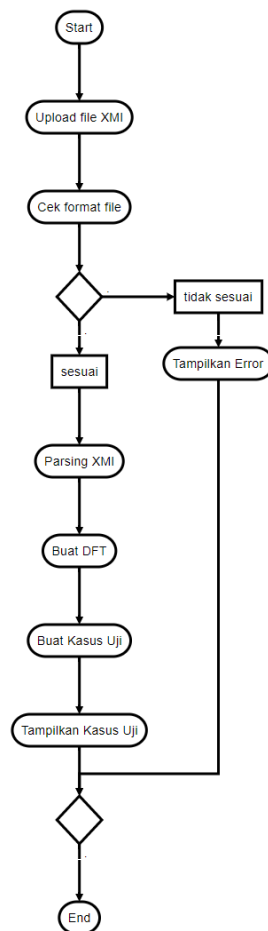 Start
Upload file XMI
Cek format file
tidak sesuai
sesuai
Tampilkan Error
Parsing XMI
Buat DFT
Buat Kasus Uji
Tampilkan Kasus Uji
End